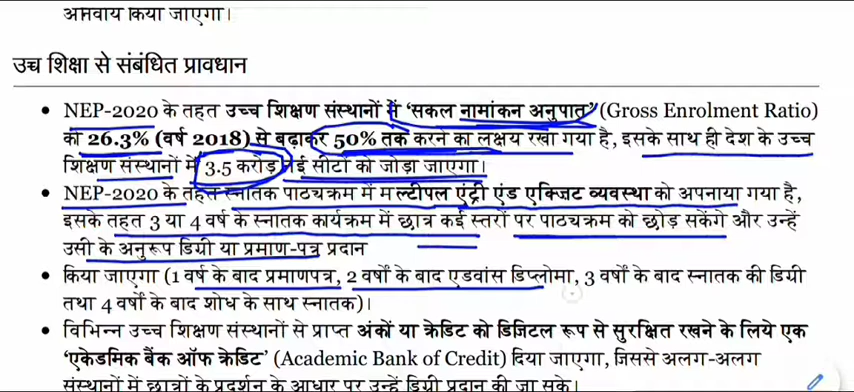 अनिवार्य किया जाएगा।
उच्च शिक्षा से संबंधित प्रावधान
• NEP-2020 के तहत उच्च शिक्षण संस्थानों में 'सकल नामांकन अनुपात' (Gross Enrolment Ratio)
को 26.3% (वर्ष 2018) से बढ़ाकर 50% तक करने का लक्ष्य रखा गया है, इसके साथ ही देश के उच्च
शिक्षण संस्थानों में 3.5 करोड़ नई सीटों को जोड़ा जाएगा।
• NEP-2020 के तहत स्नातक पाठ्यक्रम में मल्टीपल एंट्री एंड एक्जिट व्यवस्था को अपनाया गया है,
इसके तहत 3 या 4 वर्ष के स्नातक कार्यक्रम में छात्र कई स्तरों पर पाठ्यक्रम को छोड़ सकेंगे और उन्हें
उसी के अनुरूप डिग्री या प्रमाण-पत्र प्रदान
• किया जाएगा (1 वर्ष के बाद प्रमाणपत्र, 2 वर्षों के बाद एडवांस डिप्लोमा, 3 वर्षों के बाद स्नातक की डिग्री
तथा 4 वर्षों के बाद शोध के साथ स्नातक)।
• विभिन्न उच्च शिक्षण संस्थानों से प्राप्त अंकों या क्रेडिट को डिजिटल रूप से सुरक्षित रखने के लिये एक
'एकेडमिक बैंक ऑफ क्रेडिट' (Academic Bank of Credit) दिया जाएगा, जिससे अलग-अलग
संस्थानों में छात्रों के प्रदर्शन के आधार पर उन्हें डिग्री प्रदान की जा सके।